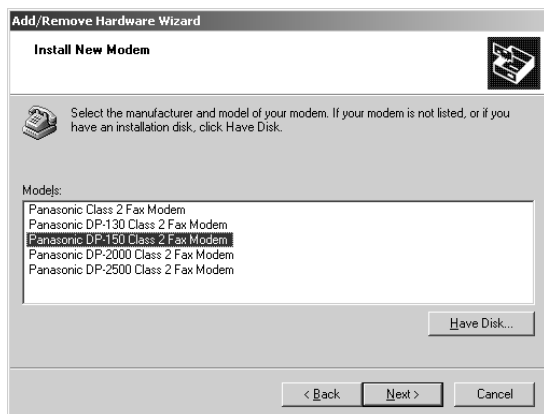 Add/Remove Hardware Wizard
Install New Modem
Select the manufacturer and model of your modem. If your modem is not listed, or if you
have an installation disk, click Have Disk.
Models:
Panasonic Class 2 Fax Modem
Panasonic DP-130 Class 2 Fax Modem
Panasonic DP-150 Class 2 Fax Modem
Panasonic DP-2000 Class 2 Fax Modem
Panasonic DP-2500 Class 2 Fax Modem
Have Disk...
< Back
Next >
Cancel